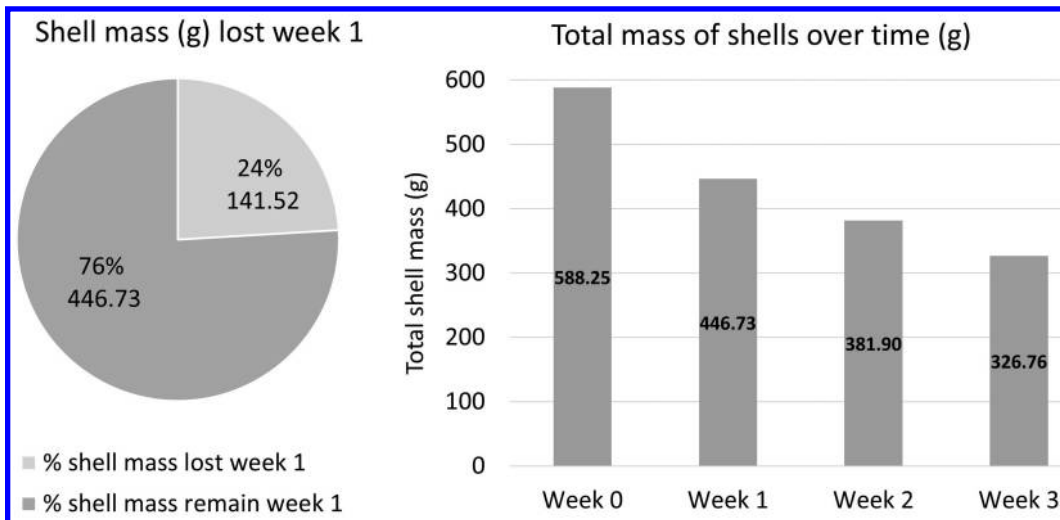 Shell mass (g) lost week 1
24%
141.52
76%
446.73
% shell mass lost week 1
% shell mass remain week 1
Total mass of shells over time (g)
Total shell mass (g)
600
500
400
300
200
100
0
588.25
446.73
381.90
326.76
Week 0
Week 1
Week 2
Week 3